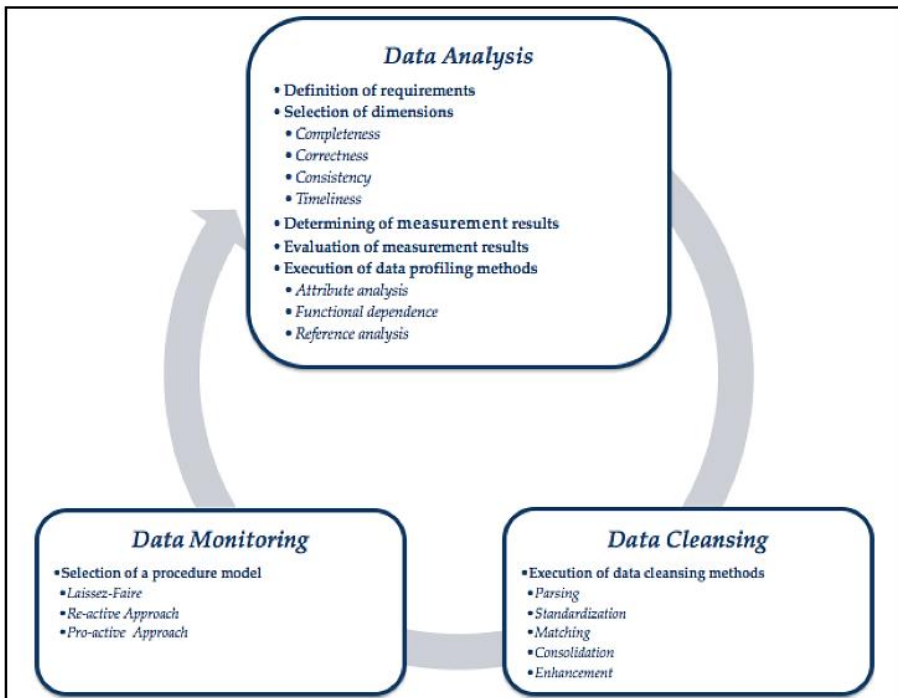 Data Analysis
• Definition of requirements
• Selection of dimensions
• Completeness
• Correctness
• Consistency
• Timeliness
• Determining of measurement results
• Evaluation of measurement results
• Execution of data profiling methods
• Attribute analysis
• Functional dependence
• Reference analysis
Data Monitoring
•Selection of a procedure model
•Laissez-Faire
•Re-active Approach
•Pro-active Approach
Data Cleansing
•Execution of data cleansing methods
•Parsing
•Standardization
•Matching
•Consolidation
•Enhancement